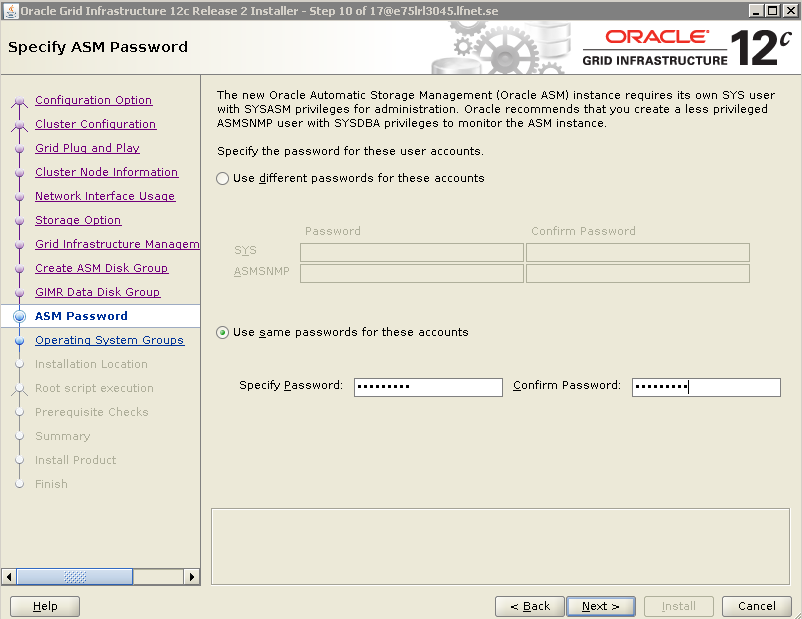 Oracle Grid Infrastructure 12c Release 2 Installer - Step 10 of 17@e75lrl3045.lfnet.se
Specify ASM Password
ORACLE
GRID INFRASTRUCTURE
12c
Configuration Option
Cluster Configuration
Grid Plug and Play
Cluster Node Information
Network Interface Usage
Storage Option
Grid Infrastructure Managem
Create ASM Disk Group
GIMR Data Disk Group
ASM Password
Operating System Groups
Installation Location
Root script execution
Prerequisite Checks
Summary
Install Product
Finish
The new Oracle Automatic Storage Management (Oracle ASM) instance requires its own SYS user
with SYSASM privileges for administration. Oracle recommends that you create a less privileged
ASMSNMP user with SYSDBA privileges to monitor the ASM instance.
Specify the password for these user accounts.
Use different passwords for these accounts
Password Confirm Password
SYS
ASMSNMP
Use same passwords for these accounts
Specify Password: ••••••••• Confirm Password: •••••••••
Help < Back Next > Install Cancel